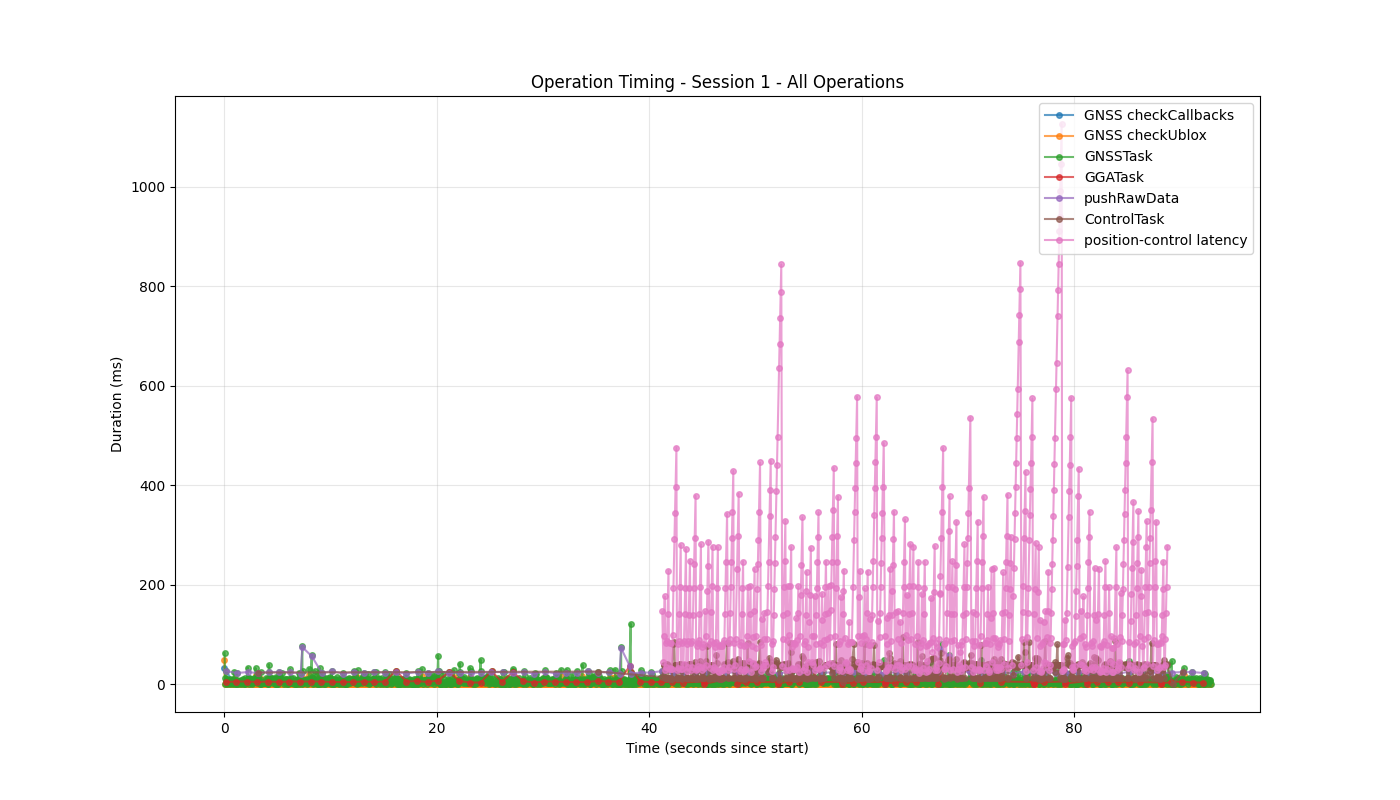 Operation Timing - Session 1 - All Operations
GNSS checkCallbacks
GNSS checkUblox
GNSSTask
GGATask
pushRawData
ControlTask
position-control latency
Duration (ms)
1000
800
600
400
200
0
0 20 40 60 80
Time (seconds since start)